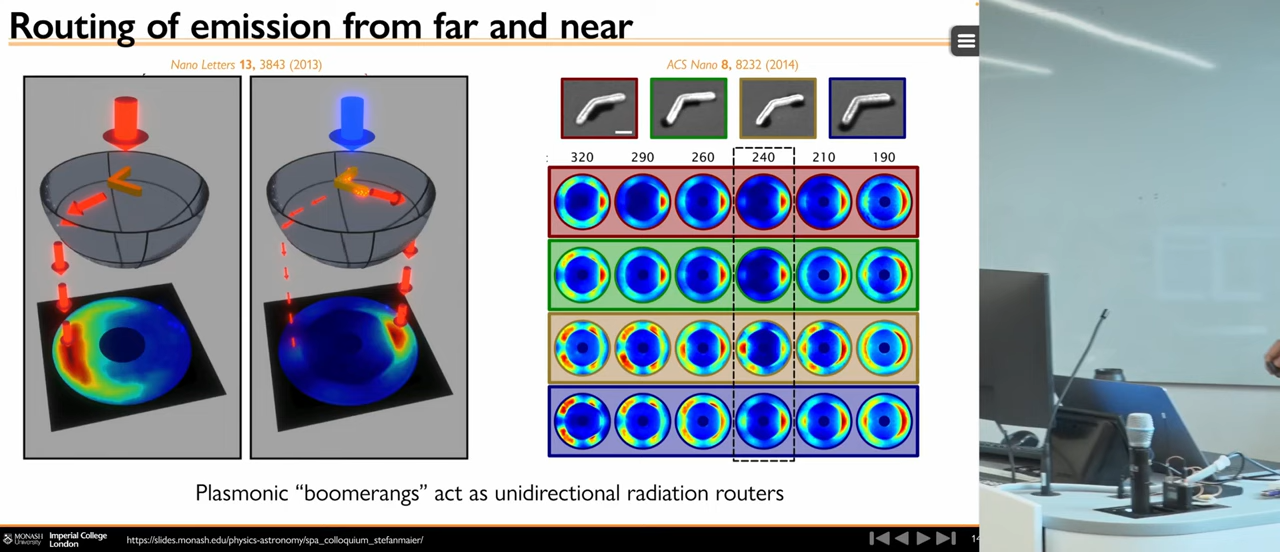 Routing of emission from far and near
Nano Letters 13, 3843 (2013)
ACS Nano 8, 8232 (2014)
320 290 260 240 210 190
Plasmonic “boomerangs” act as unidirectional radiation routers
MONASH University
Imperial College London
https://slides.monash.edu/physics-astronomy/spa_colloquium_stefanmaier/